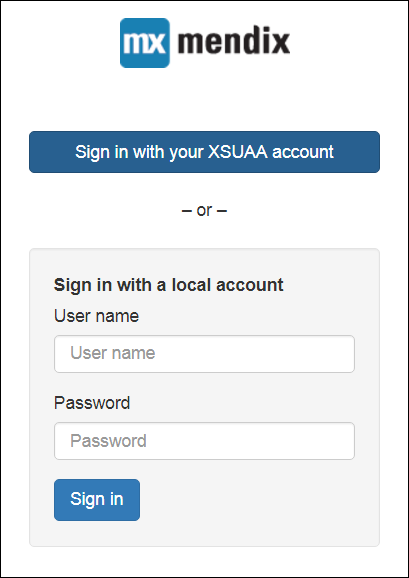 mx mendix
Sign in with your XSUAA account
– or –
Sign in with a local account
User name
User name
Password
Password
Sign in